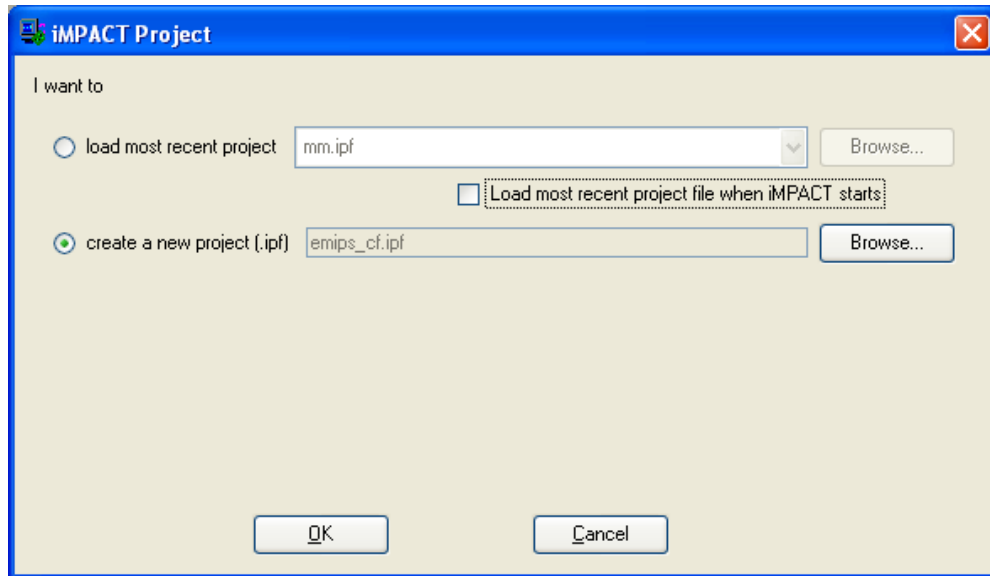 iMPACT Project
I want to
load most recent project mm.ipf Browse...
Load most recent project file when iMPACT starts
create a new project (.ipf) emips_cf.ipf Browse...
OK Cancel